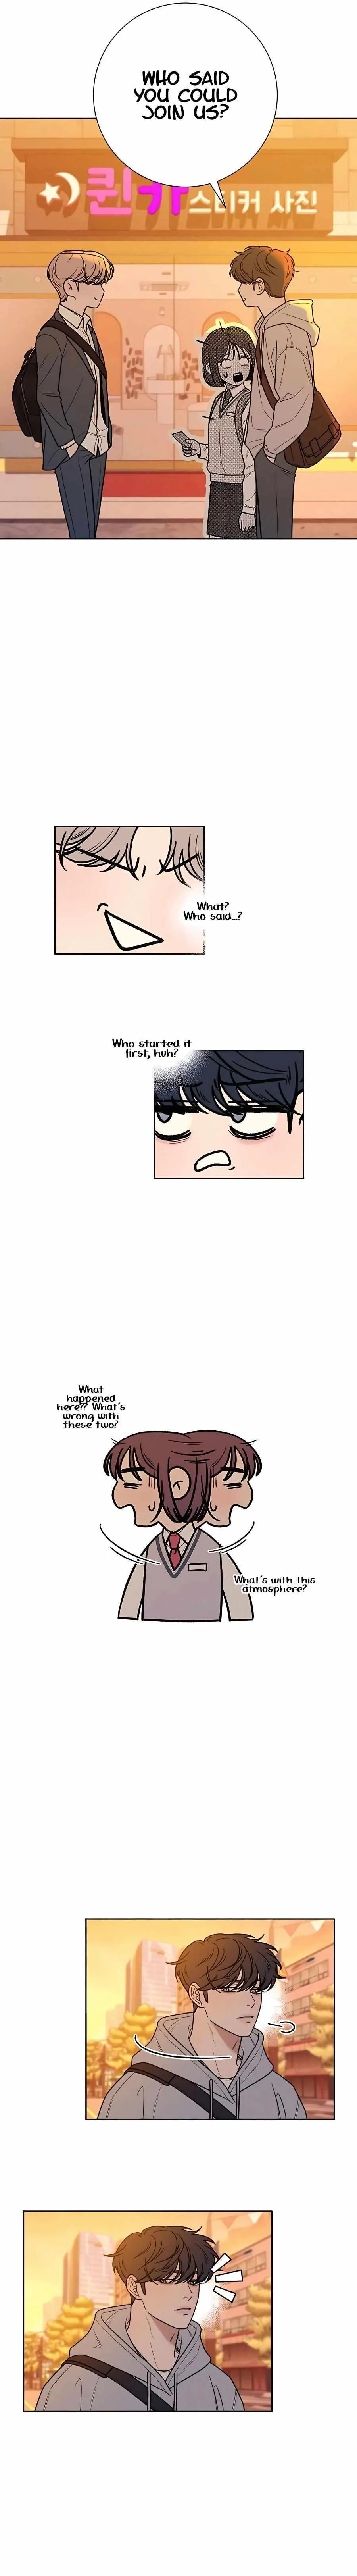 WHO SAID
YOU COULD
JOIN US?
퀸카 스티커 사진
What?
Who said...?
Who started it
first, huh?
What
happened
here?? What's
wrong with
these two?
What's with this
atmosphere?